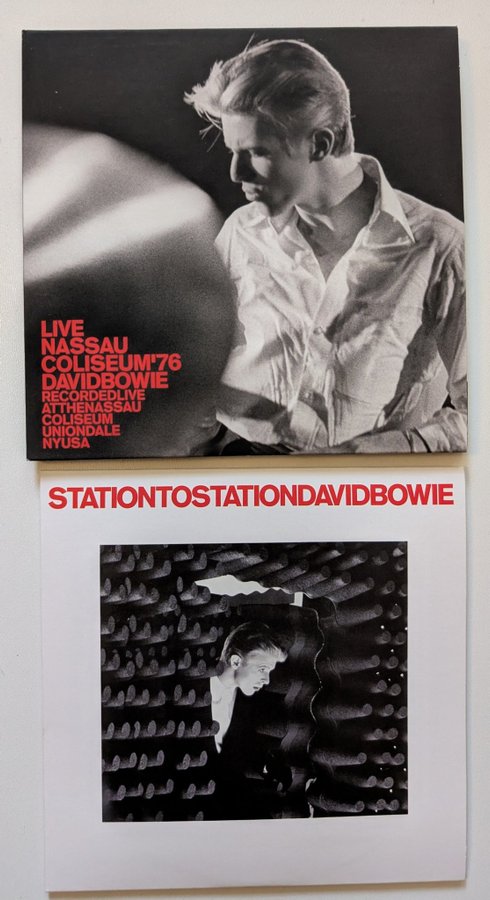 LIVE
NASSAU
COLISEUM'76
DAVIDBOWIE
RECORDEDLIVE
ATTHENASSAU
COLISEUM
UNIONDALE
NYUSA
STATIONTOSTATIONDAVIDBOWIE